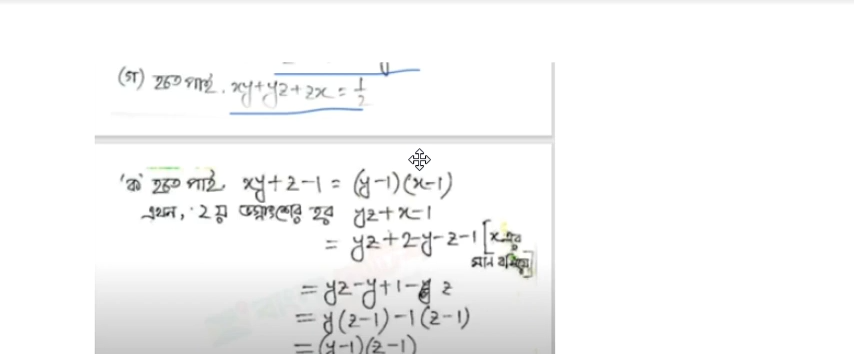 (গ) হতে পাই, xy+yz+zx = 1/2
'ক' হতে পাই, xy+z-1 = (y-1)(x-1)
এখন, 2য় ভগ্নাংশের হর yz+x-1
= yz+2-y-z-1 [x এর
মান বসিয়ে]
= yz-y+1-z
= y(z-1)-1(z-1)
= (y-1)(z-1)